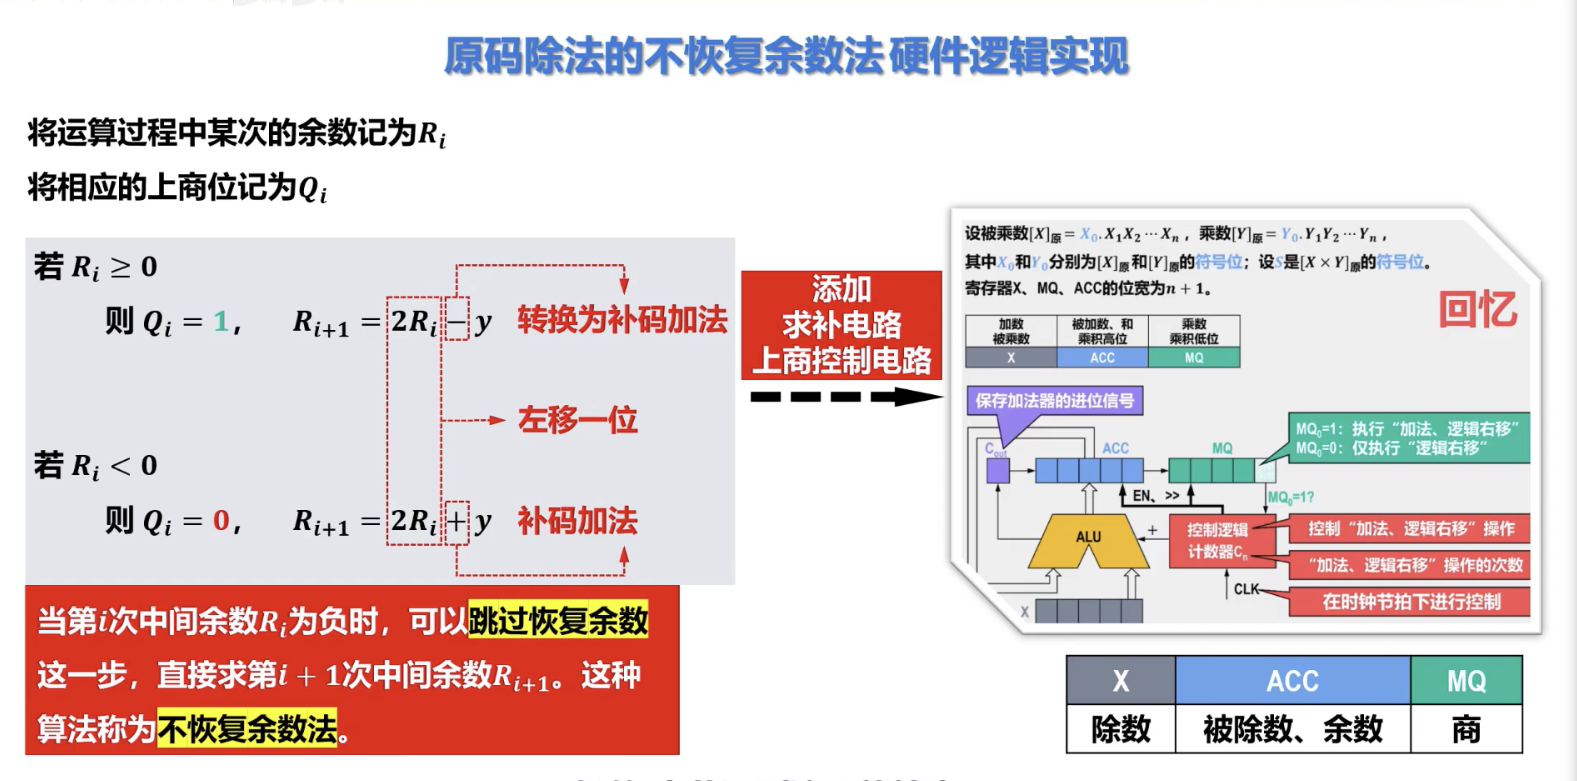 原码除法的不恢复余数法 硬件逻辑实现
将运算过程中某次的余数记为Rᵢ
将相应的上商位记为Qᵢ
若 Rᵢ ≥ 0
则 Qᵢ = 1, Rᵢ₊₁ = 2Rᵢ − y 转换为补码加法
左移一位
若 Rᵢ < 0
则 Qᵢ = 0, Rᵢ₊₁ = 2Rᵢ + y 补码加法
当第i次中间余数Rᵢ为负时，可以跳过恢复余数
这一步，直接求第i + 1次中间余数Rᵢ₊₁。这种
算法称为不恢复余数法。
添加
求补电路
上商控制电路
设被乘数[X]原 = X₀.X₁X₂⋯Xₙ，乘数[Y]原 = Y₀.Y₁Y₂⋯Yₙ，
其中X₀和Y₀分别为[X]原和[Y]原的符号位；设S是[X × Y]原的符号位。
寄存器X、MQ、ACC的位宽为n + 1。
回忆
加数 被乘数
被加数、和 乘积高位
乘数 乘积低位
X ACC MQ
保存加法器的进位信号
Cout ACC MQ
MQ₀=1：执行“加法、逻辑右移”
MQ₀=0：仅执行“逻辑右移”
EN、>>
MQ₀=1?
ALU
+
控制逻辑
计数器Cₙ
控制“加法、逻辑右移”操作
“加法、逻辑右移”操作的次数
CLK
在时钟节拍下进行控制
X
X ACC MQ
除数 被除数、余数 商